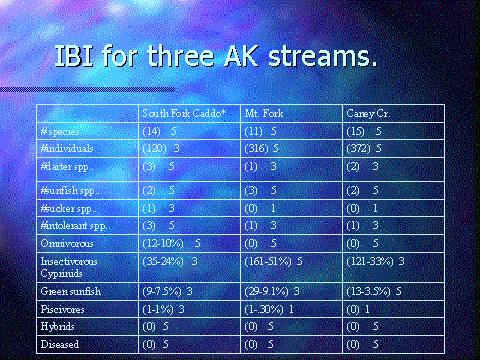 IBI for three AK streams.
South Fork Caddo* Mt. Fork Caney Cr.
# species (14) 5 (11) 5 (15) 5
#individuals (120) 3 (316) 5 (372) 5
#darter spp.. (3) 5 (1) 3 (2) 3
#sunfish spp.. (2) 5 (3) 5 (2) 5
#sucker spp.. (1) 3 (0) 1 (0) 1
#intolerant spp.. (3) 5 (1) 3 (1) 3
Omnivorous (12-10%) 5 (0) 5 (0) 5
Insectivorous (35-24%) 3 (161-51%) 5 (121-33%) 3
Cyprinids
Green sunfish (9-7.5%) 3 (29-9.1%) 3 (13-3.5%) 5
Piscivores (1-1%) 3 (1-.30%) 1 (0) 1
Hybrids (0) 5 (0) 5 (0) 5
Diseased (0) 5 (0) 5 (0) 5